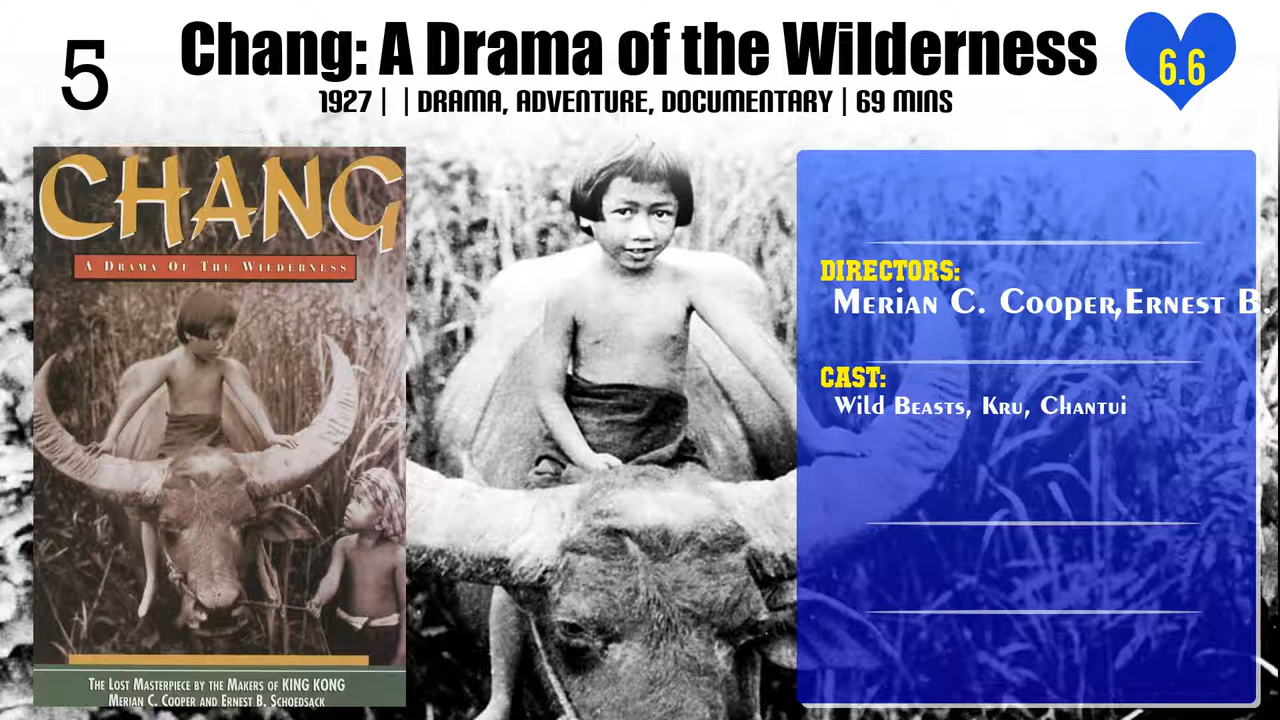 5
Chang: A Drama of the Wilderness
6.6
1927 | | DRAMA, ADVENTURE, DOCUMENTARY | 69 MINS
CHANG
A DRAMA OF THE WILDERNESS
THE LOST MASTERPIECE BY THE MAKERS OF KING KONG
MERIAN C. COOPER AND ERNEST B. SCHOEDSACK
DIRECTORS:
MERIAN C. COOPER,ERNEST B.
CAST:
WILD BEASTS, KRU, CHANTUI